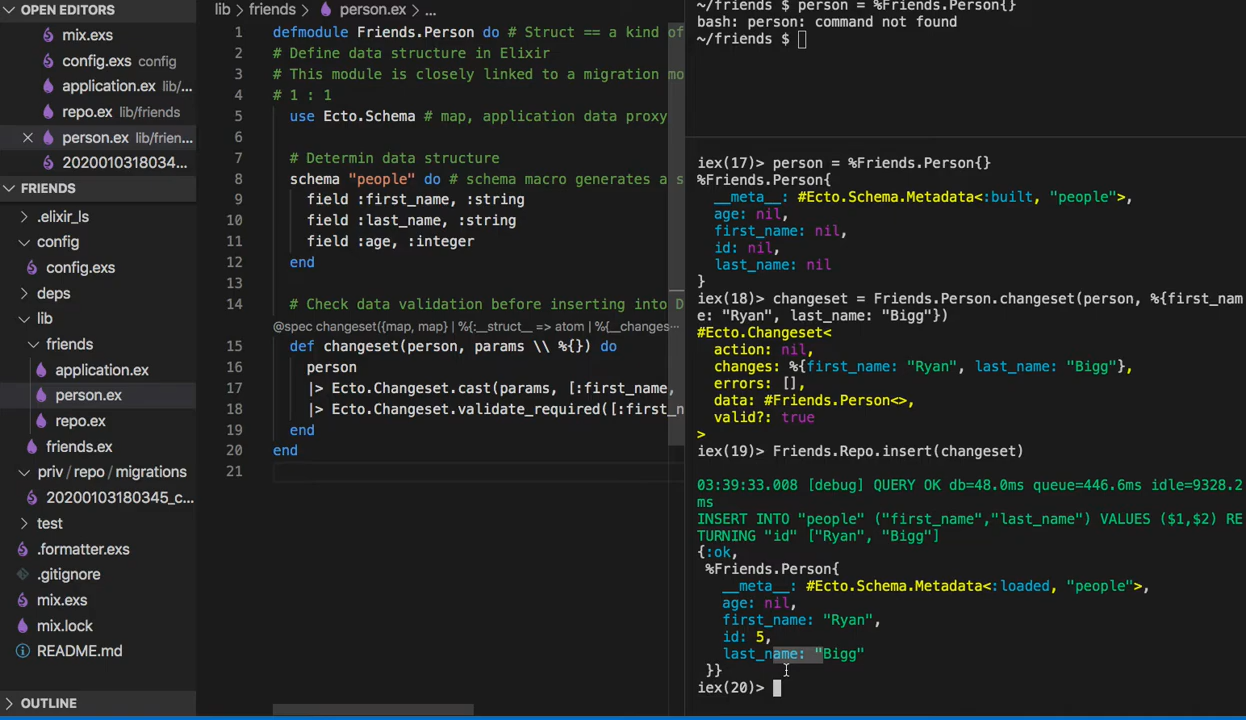 OPEN EDITORS
mix.exs
config.exs config
application.ex lib/...
repo.ex lib/friends
person.ex lib/frien...
2020010318034...
FRIENDS
.elixir_ls
config
config.exs
deps
lib
friends
application.ex
person.ex
repo.ex
friends.ex
priv / repo / migrations
20200103180345_c...
test
.formatter.exs
.gitignore
mix.exs
mix.lock
README.md
OUTLINE
lib > friends > person.ex > ...
1 defmodule Friends.Person do # Struct == a kind of
2 # Define data structure in Elixir
3 # This module is closely linked to a migration mo
4 # 1 : 1
5 use Ecto.Schema # map, application data proxy
6
7 # Determin data structure
8 schema "people" do # schema macro generates a s
9 field :first_name, :string
10 field :last_name, :string
11 field :age, :integer
12 end
13
14 # Check data validation before inserting into D
@spec changeset({map, map} | %{:__struct__ => atom | %{:__changes...
15 def changeset(person, params \\ %{}) do
16 person
17 |> Ecto.Changeset.cast(params, [:first_name,
18 |> Ecto.Changeset.validate_required([:first_n
19 end
20 end
21
~/friends $ person = %Friends.Person{}
bash: person: command not found
~/friends $
iex(17)> person = %Friends.Person{}
%Friends.Person{
__meta__: #Ecto.Schema.Metadata<:built, "people">,
age: nil,
first_name: nil,
id: nil,
last_name: nil
}
iex(18)> changeset = Friends.Person.changeset(person, %{first_nam
e: "Ryan", last_name: "Bigg"})
#Ecto.Changeset<
action: nil,
changes: %{first_name: "Ryan", last_name: "Bigg"},
errors: [],
data: #Friends.Person<>,
valid?: true
>
iex(19)> Friends.Repo.insert(changeset)
03:39:33.008 [debug] QUERY OK db=48.0ms queue=446.6ms idle=9328.2
ms
INSERT INTO "people" ("first_name","last_name") VALUES ($1,$2) RE
TURNING "id" ["Ryan", "Bigg"]
{:ok,
%Friends.Person{
__meta__: #Ecto.Schema.Metadata<:loaded, "people">,
age: nil,
first_name: "Ryan",
id: 5,
last_name: "Bigg"
}}
iex(20)>